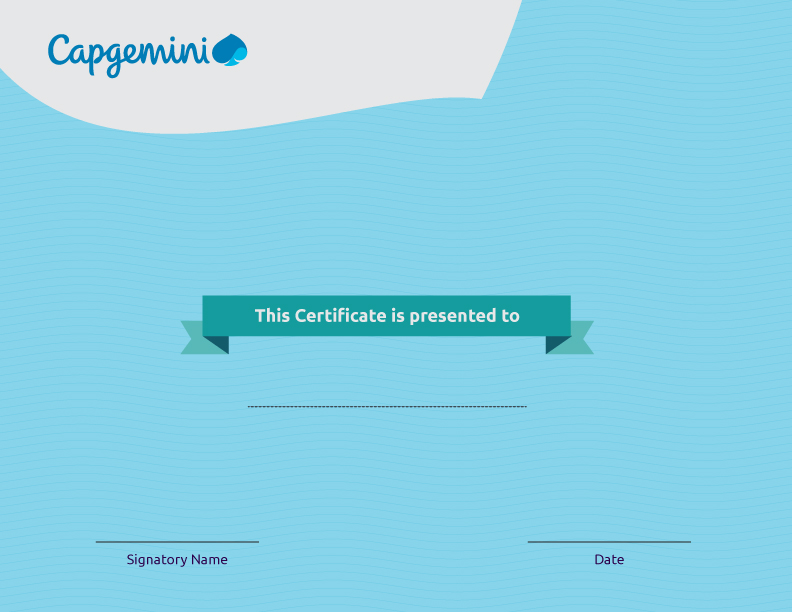 Capgemini
This Certificate is presented to
Signatory Name
Date